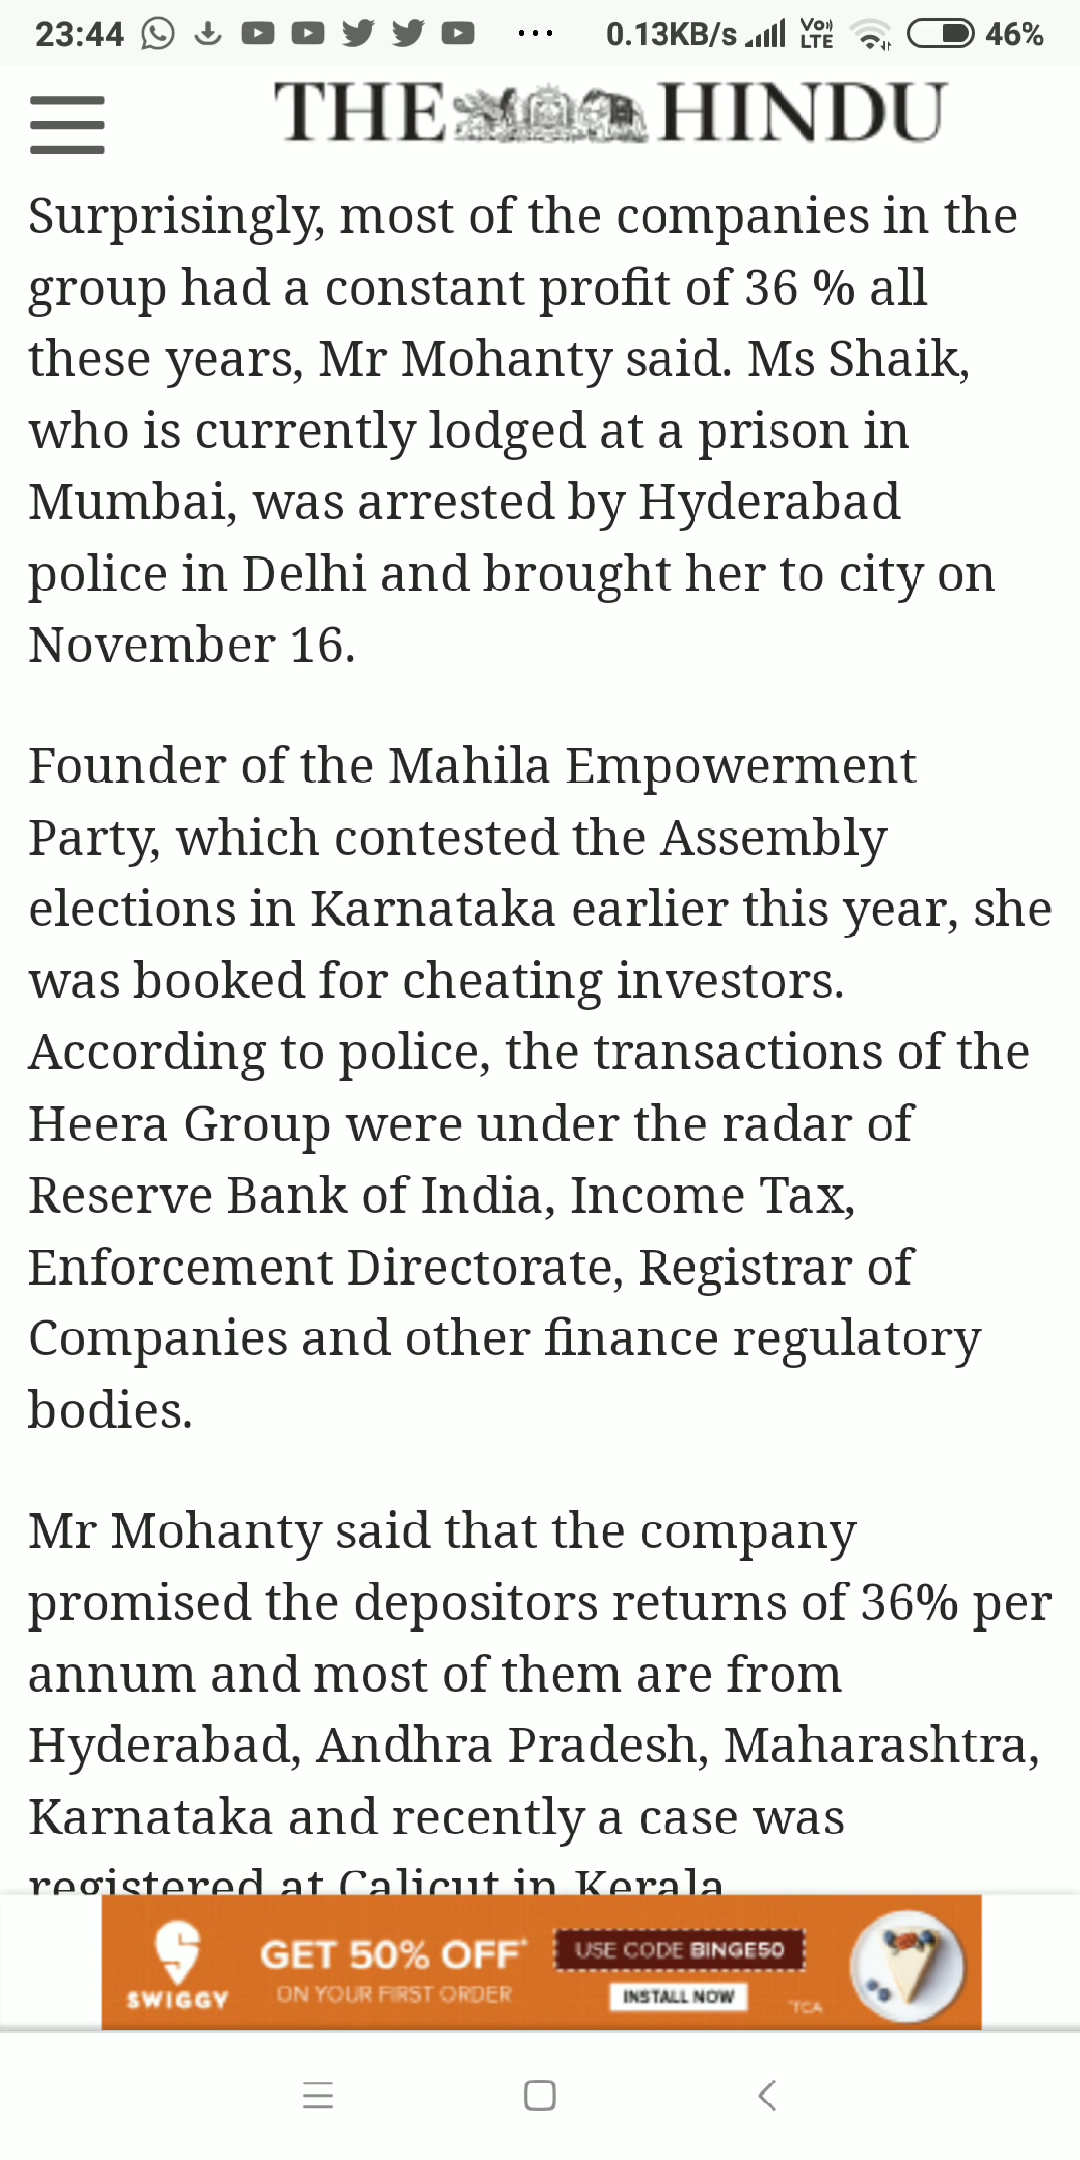 23:44 ... 0.13KB/s Vo)) LTE 46%
THE HINDU
Surprisingly, most of the companies in the
group had a constant profit of 36 % all
these years, Mr Mohanty said. Ms Shaik,
who is currently lodged at a prison in
Mumbai, was arrested by Hyderabad
police in Delhi and brought her to city on
November 16.
Founder of the Mahila Empowerment
Party, which contested the Assembly
elections in Karnataka earlier this year, she
was booked for cheating investors.
According to police, the transactions of the
Heera Group were under the radar of
Reserve Bank of India, Income Tax,
Enforcement Directorate, Registrar of
Companies and other finance regulatory
bodies.
Mr Mohanty said that the company
promised the depositors returns of 36% per
annum and most of them are from
Hyderabad, Andhra Pradesh, Maharashtra,
Karnataka and recently a case was
registered at Calicut in Kerala
SWIGGY
GET 50% OFF*
ON YOUR FIRST ORDER
USE CODE BINGE50
INSTALL NOW
*TCA